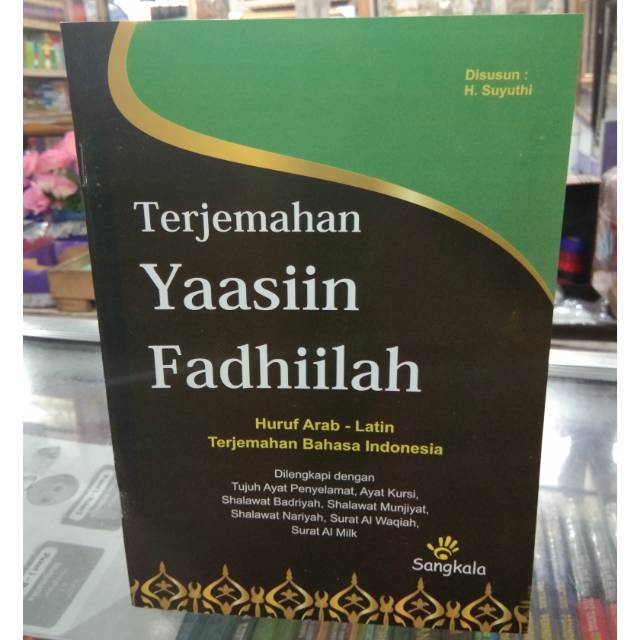 Disusun :
H. Suyuthi
Terjemahan
Yaasiin
Fadhiilah
Huruf Arab - Latin
Terjemahan Bahasa Indonesia
Dilengkapi dengan
Tujuh Ayat Penyelamat, Ayat Kursi,
Shalawat Badriyah, Shalawat Munjiyat,
Shalawat Nariyah, Surat Al Waqiah,
Surat Al Milk
Sangkala